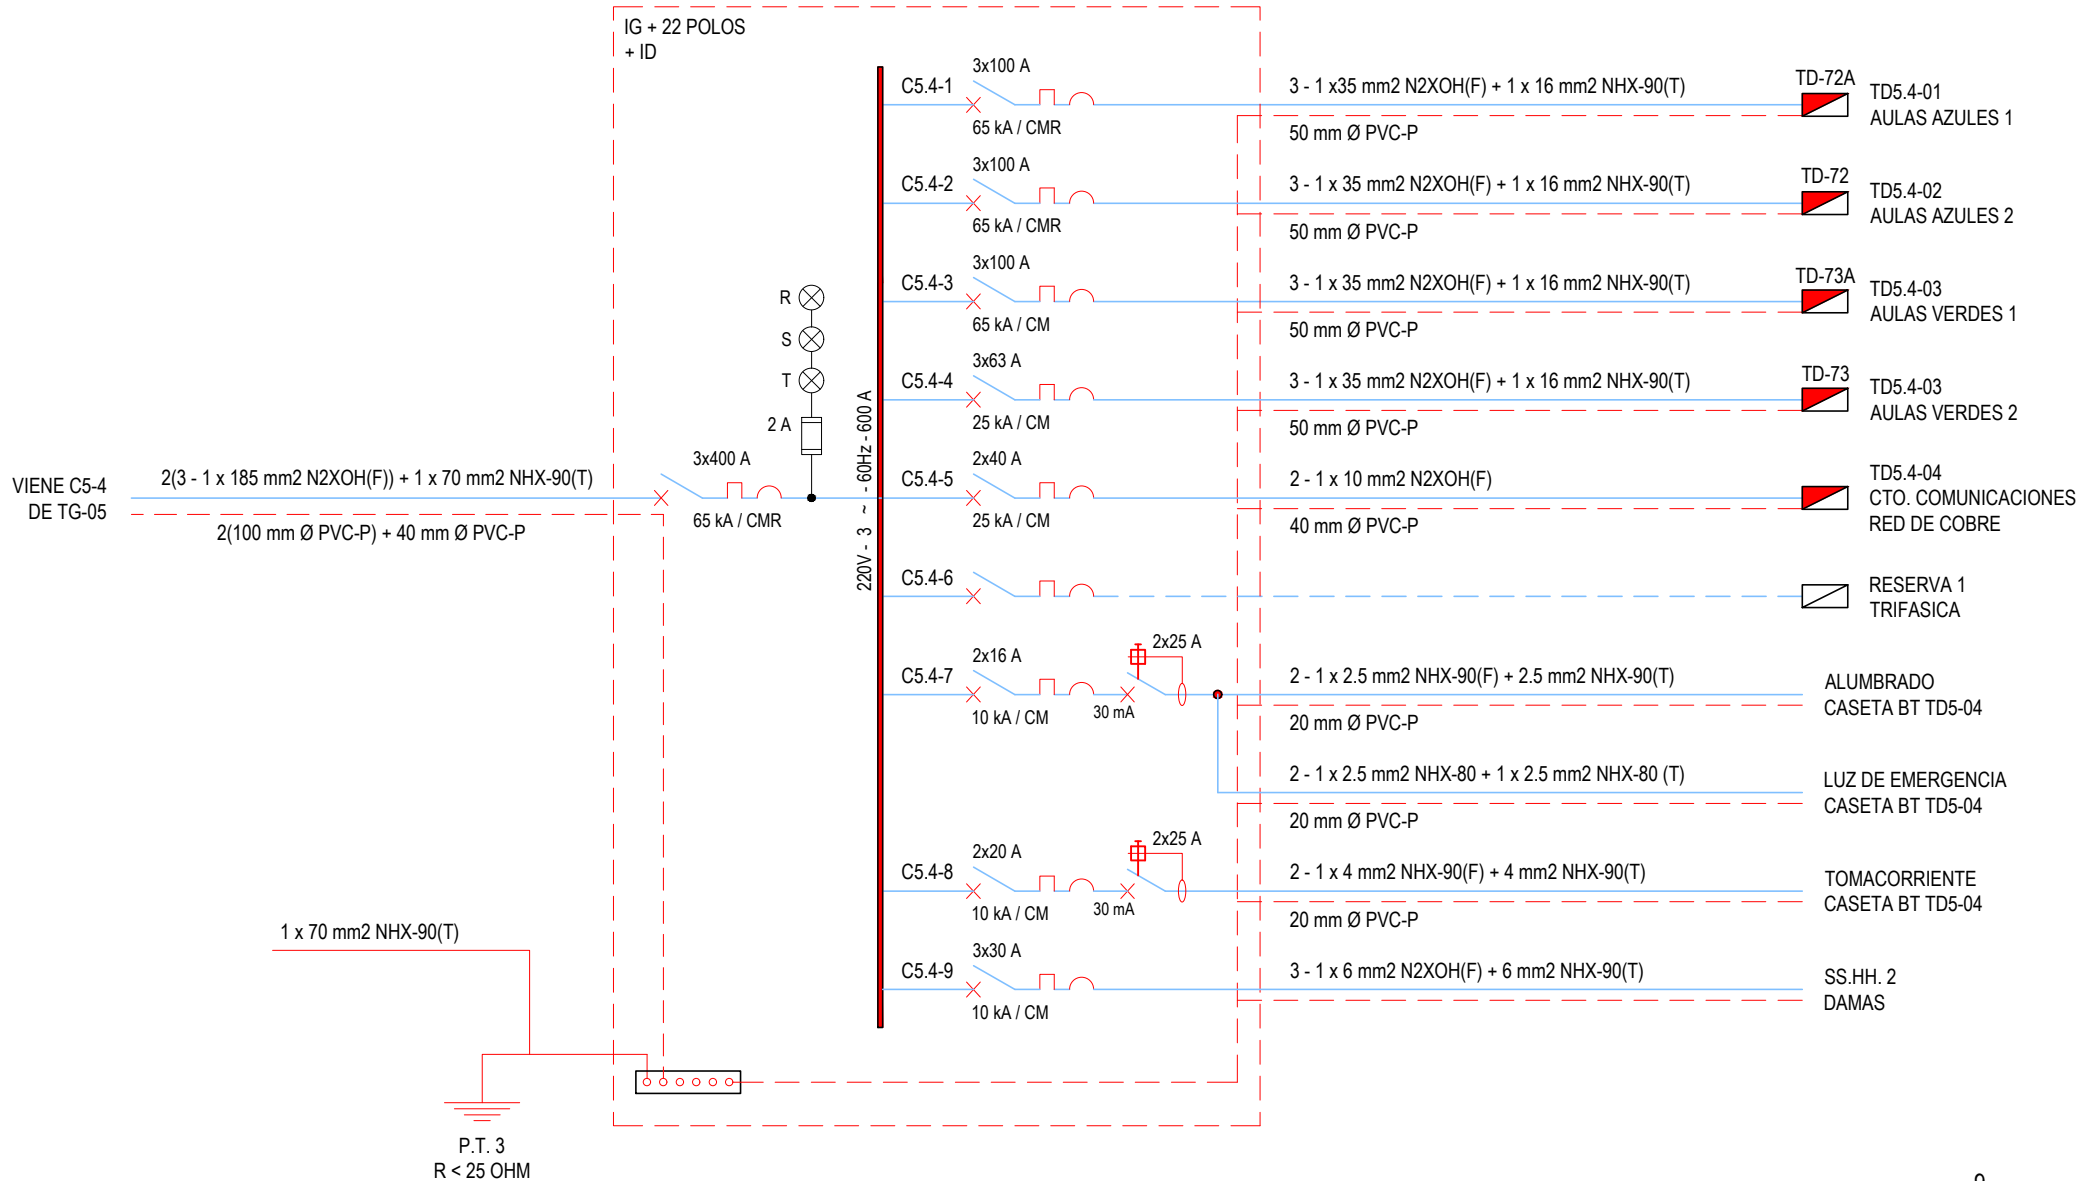 IG + 22 POLOS
+ ID
3x100 A
C5.4-1
65 kA / CMR
3 - 1 x35 mm2 N2XOH(F) + 1 x 16 mm2 NHX-90(T)
50 mm Ø PVC-P
TD-72A
TD5.4-01
AULAS AZULES 1
3x100 A
C5.4-2
65 kA / CMR
3 - 1 x 35 mm2 N2XOH(F) + 1 x 16 mm2 NHX-90(T)
50 mm Ø PVC-P
TD-72
TD5.4-02
AULAS AZULES 2
3x100 A
C5.4-3
65 kA / CM
3 - 1 x 35 mm2 N2XOH(F) + 1 x 16 mm2 NHX-90(T)
50 mm Ø PVC-P
TD-73A
TD5.4-03
AULAS VERDES 1
R
S
T
2 A
3x63 A
C5.4-4
25 kA / CM
3 - 1 x 35 mm2 N2XOH(F) + 1 x 16 mm2 NHX-90(T)
50 mm Ø PVC-P
TD-73
TD5.4-03
AULAS VERDES 2
VIENE C5-4
DE TG-05
2(3 - 1 x 185 mm2 N2XOH(F)) + 1 x 70 mm2 NHX-90(T)
2(100 mm Ø PVC-P) + 40 mm Ø PVC-P
3x400 A
65 kA / CMR
220V - 3 ~ - 60Hz - 600 A
2x40 A
C5.4-5
25 kA / CM
2 - 1 x 10 mm2 N2XOH(F)
40 mm Ø PVC-P
TD5.4-04
CTO. COMUNICACIONES
RED DE COBRE
C5.4-6
RESERVA 1
TRIFASICA
2x16 A
C5.4-7
10 kA / CM
2x25 A
30 mA
2 - 1 x 2.5 mm2 NHX-90(F) + 2.5 mm2 NHX-90(T)
20 mm Ø PVC-P
ALUMBRADO
CASETA BT TD5-04
2 - 1 x 2.5 mm2 NHX-80 + 1 x 2.5 mm2 NHX-80 (T)
20 mm Ø PVC-P
LUZ DE EMERGENCIA
CASETA BT TD5-04
2x20 A
C5.4-8
10 kA / CM
2x25 A
30 mA
2 - 1 x 4 mm2 NHX-90(F) + 4 mm2 NHX-90(T)
20 mm Ø PVC-P
TOMACORRIENTE
CASETA BT TD5-04
3x30 A
C5.4-9
10 kA / CM
3 - 1 x 6 mm2 N2XOH(F) + 6 mm2 NHX-90(T)
SS.HH. 2
DAMAS
1 x 70 mm2 NHX-90(T)
P.T. 3
R < 25 OHM